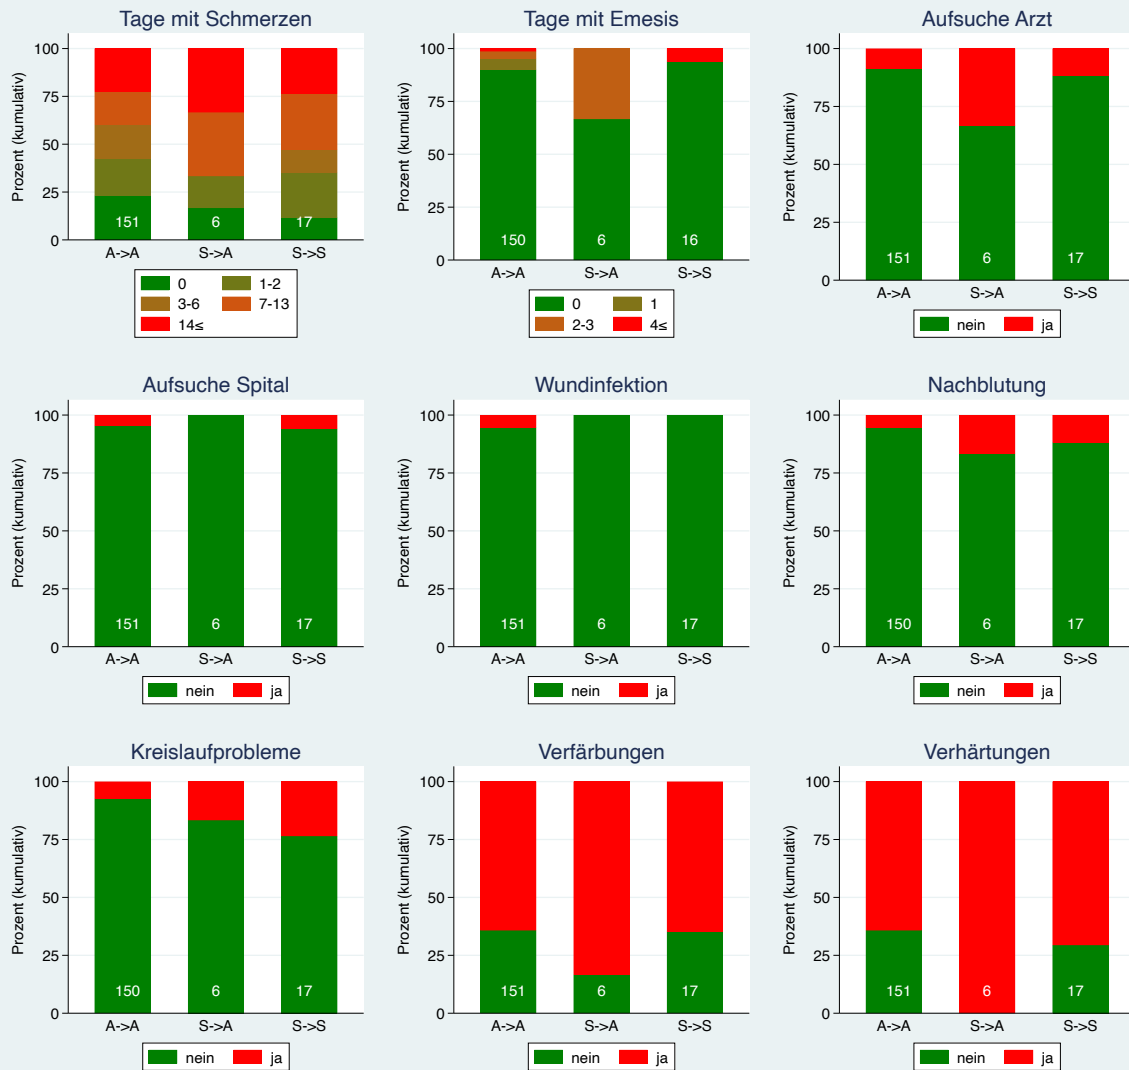 Tage mit Schmerzen
Prozent (kumulativ)
100
75
50
25
0
151
6
17
A->A
S->A
S->S
0
1-2
3-6
7-13
14≤
Tage mit Emesis
Prozent (kumulativ)
100
75
50
25
0
150
6
16
A->A
S->A
S->S
0
1
2-3
4≤
Aufsuche Arzt
Prozent (kumulativ)
100
75
50
25
0
151
6
17
A->A
S->A
S->S
nein
ja
Aufsuche Spital
Prozent (kumulativ)
100
75
50
25
0
151
6
17
A->A
S->A
S->S
nein
ja
Wundinfektion
Prozent (kumulativ)
100
75
50
25
0
151
6
17
A->A
S->A
S->S
nein
ja
Nachblutung
Prozent (kumulativ)
100
75
50
25
0
150
6
17
A->A
S->A
S->S
nein
ja
Kreislaufprobleme
Prozent (kumulativ)
100
75
50
25
0
150
6
17
A->A
S->A
S->S
nein
ja
Verfärbungen
Prozent (kumulativ)
100
75
50
25
0
151
6
17
A->A
S->A
S->S
nein
ja
Verhärtungen
Prozent (kumulativ)
100
75
50
25
0
151
6
17
A->A
S->A
S->S
nein
ja